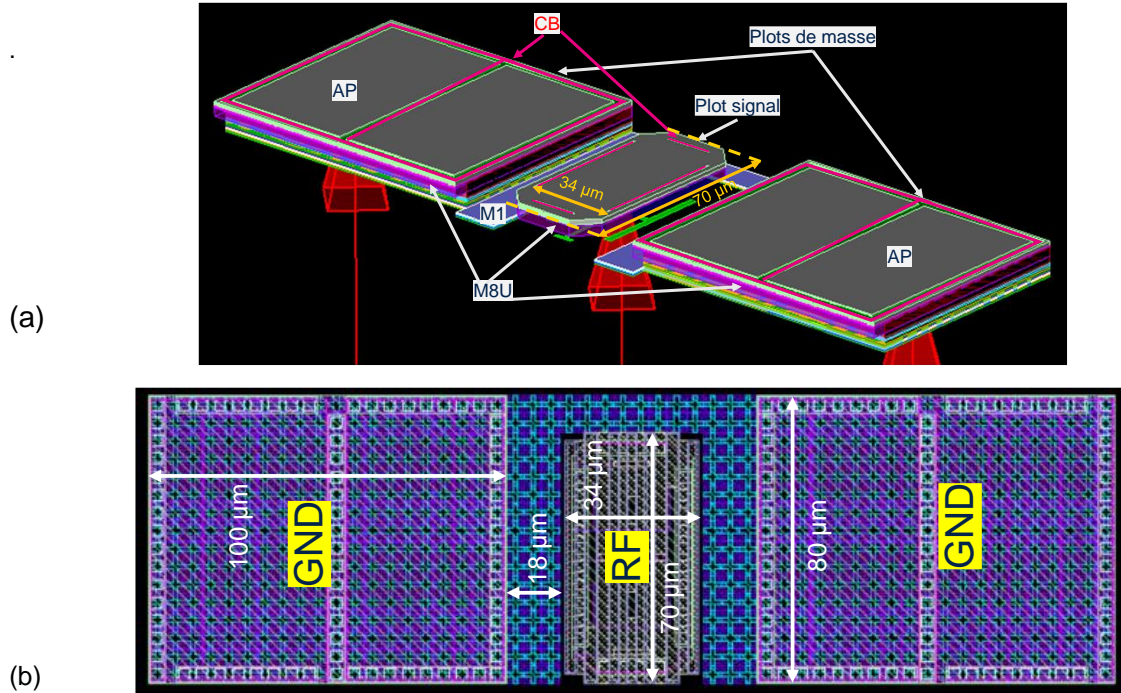 .
CB
Plots de masse
AP
Plot signal
34 µm
70 µm
M1
AP
M8U
(a)
100 µm
GND
18 µm
34 µm
RF
70 µm
80 µm
GND
(b)